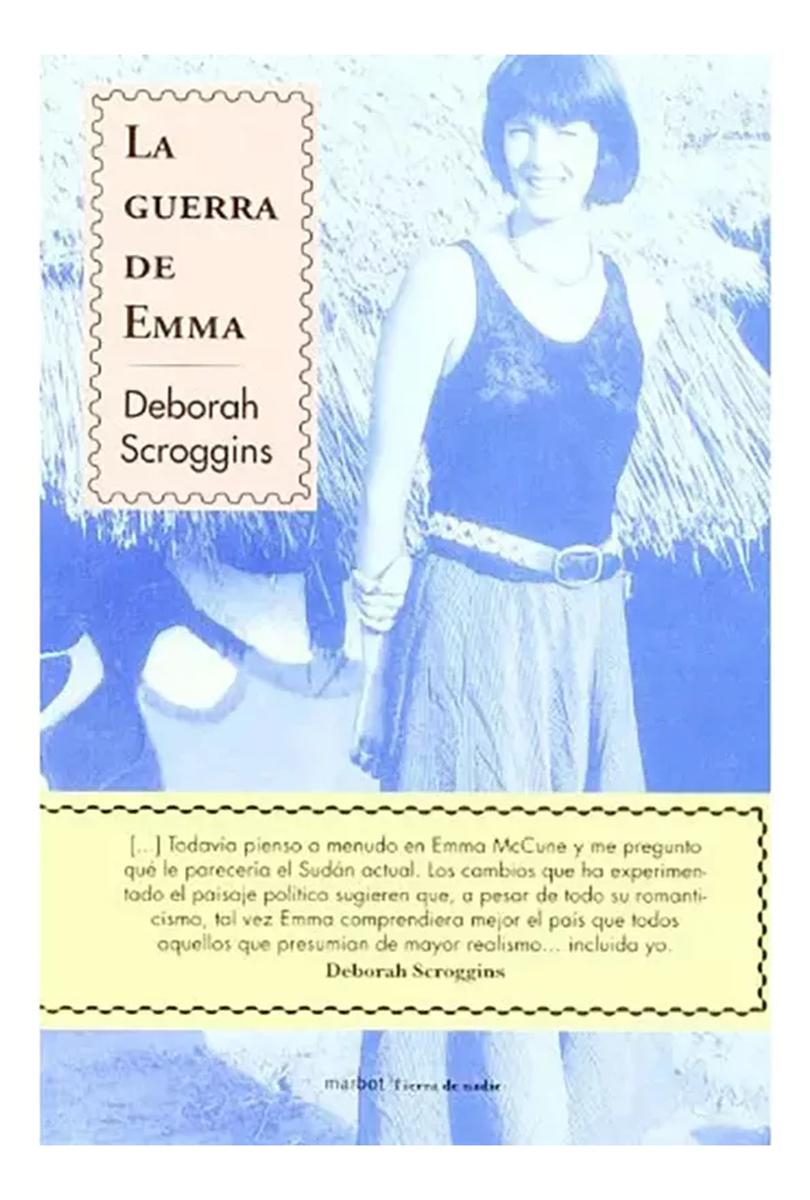 LA
GUERRA
DE
EMMA
Deborah
Scroggins
[...] Todavía pienso a menudo en Emma McCune y me pregunto
qué le parecería el Sudán actual. Los cambios que ha experimen-
tado el paisaje político sugieren que, a pesar de todo su romanti-
cismo, tal vez Emma comprendiera mejor el país que todos
aquellos que presumían de mayor realismo... incluida yo.
Deborah Scroggins
marbot Tierra de nadie